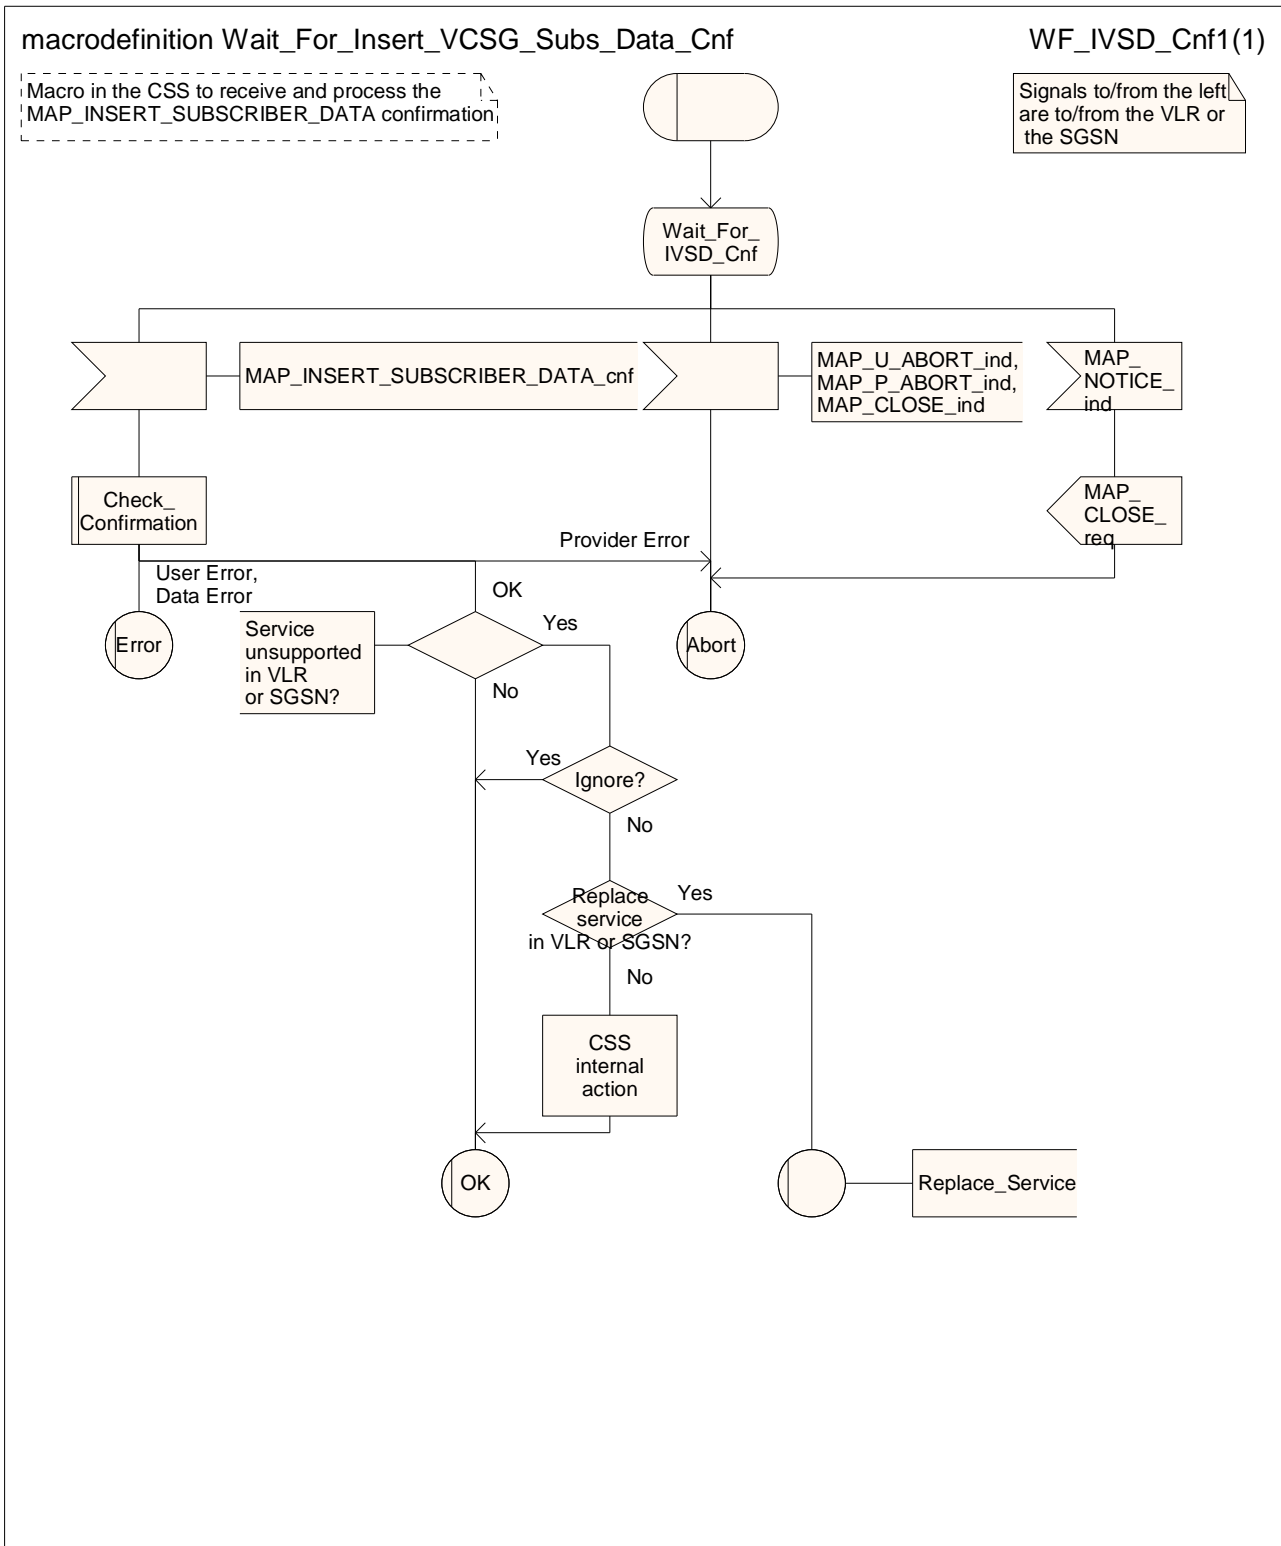 macrodefinition Wait_For_Insert_VCSG_Subs_Data_Cnf
WF_IVSD_Cnf1(1)
Macro in the CSS to receive and process the
MAP_INSERT_SUBSCRIBER_DATA confirmation
Signals to/from the left
are to/from the VLR or
the SGSN
Wait_For_
IVSD_Cnf
MAP_INSERT_SUBSCRIBER_DATA_cnf
MAP_U_ABORT_ind,
MAP_P_ABORT_ind,
MAP_CLOSE_ind
MAP_
NOTICE_
ind
Check_
Confirmation
MAP_
CLOSE_
req
Provider Error
User Error,
Data Error
OK
Error
Service
unsupported
in VLR
or SGSN?
Yes
Abort
No
Yes
Ignore?
No
Replace
service
in VLR or SGSN?
Yes
No
CSS
internal
action
OK
Replace_Service